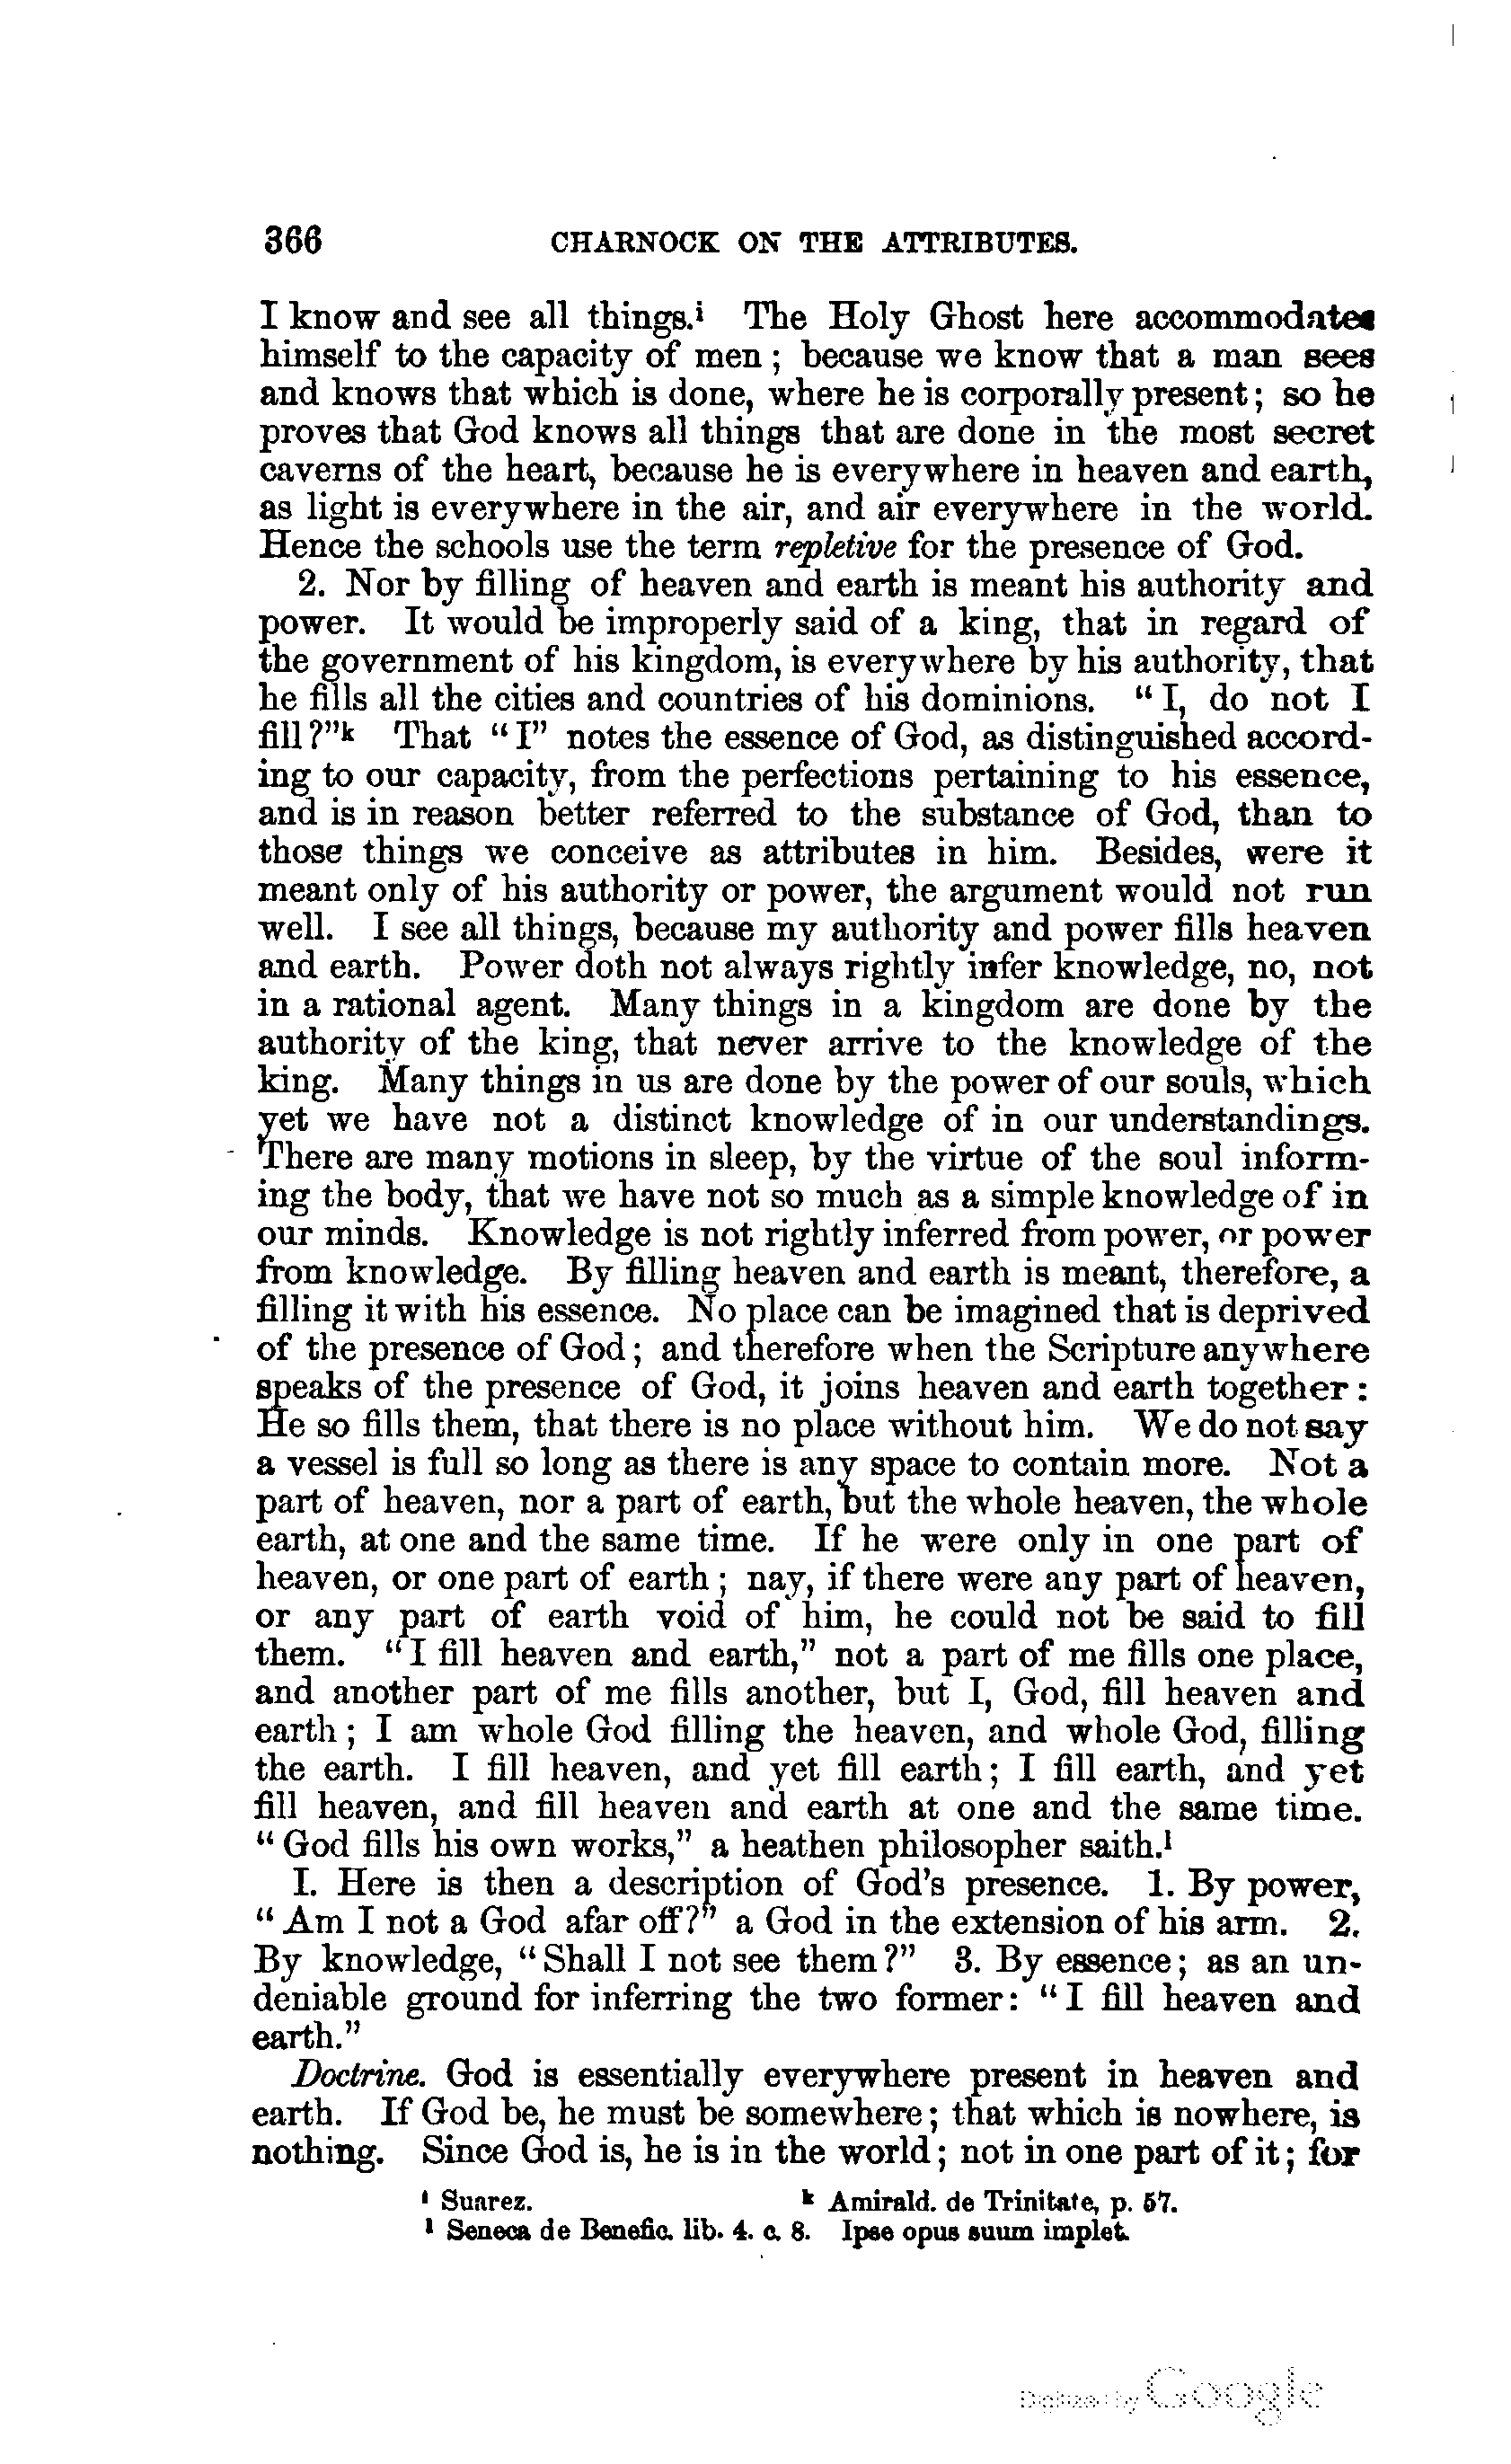 366 CHARNOCK ON THE ATTRIBUTES.
I know and see all things.i The Holy Ghost here accommodates
himself to the capacity of men; because we know that a man sees
and knows that which is done, where he is corporally present; so he
proves that God knows all things that are done in the most secret
caverns of the heart, because he is everywhere in heaven and earth,
as light is everywhere in the air, and air everywhere in the world.
Hence the schools use the term repletive for the presence of God.
2. Nor by filling of heaven and earth is meant his authority and
power. It would be improperly said of a king, that in regard of
the government of his kingdom, is everywhere by his authority, that
he fills all the cities and countries of his dominions. "I, do not I
fill?"k That "I" notes the essence of God, as distinguished accord-
ing to our capacity, from the perfections pertaining to his essence,
and is in reason better referred to the substance of God, than to
those things we conceive as attributes in him. Besides, were it
meant only of his authority or power, the argument would not run
well. I see all things, because my authority and power fills heaven
and earth. Power doth not always rightly infer knowledge, no, not
in a rational agent. Many things in a kingdom are done by the
authority of the king, that never arrive to the knowledge of the
king. Many things in us are done by the power of our souls, which
yet we have not a distinct knowledge of in our understandings.
There are many motions in sleep, by the virtue of the soul inform-
ing the body, that we have not so much as a simple knowledge of in
our minds. Knowledge is not rightly inferred from power, or power
from knowledge. By filling heaven and earth is meant, therefore, a
filling it with his essence. No place can be imagined that is deprived
of the presence of God; and therefore when the Scripture anywhere
speaks of the presence of God, it joins heaven and earth together:
He so fills them, that there is no place without him. We do not say
a vessel is full so long as there is any space to contain more. Not a
part of heaven, nor a part of earth, but the whole heaven, the whole
earth, at one and the same time. If he were only in one part of
heaven, or one part of earth; nay, if there were any part of heaven,
or any part of earth void of him, he could not be said to fill
them. "I fill heaven and earth," not a part of me fills one place,
and another part of me fills another, but I, God, fill heaven and
earth; I am whole God filling the heaven, and whole God, filling
the earth. I fill heaven, and yet fill earth; I fill earth, and yet
fill heaven, and fill heaven and earth at one and the same time.
"God fills his own works," a heathen philosopher saith.l
I. Here is then a description of God's presence. 1. By power,
"Am I not a God afar off?" a God in the extension of his arm. 2.
By knowledge, "Shall I not see them?" 3. By essence; as an un-
deniable ground for inferring the two former: "I fill heaven and
earth."
Doctrine. God is essentially everywhere present in heaven and
earth. If God be, he must be somewhere; that which is nowhere, is
nothing. Since God is, he is in the world; not in one part of it; for
i Suarez. k Amirald. de Trinitate, p. 57.
l Seneca de Benefic. lib. 4. c. 8. Ipse opus suum implet.
Digitized by Google